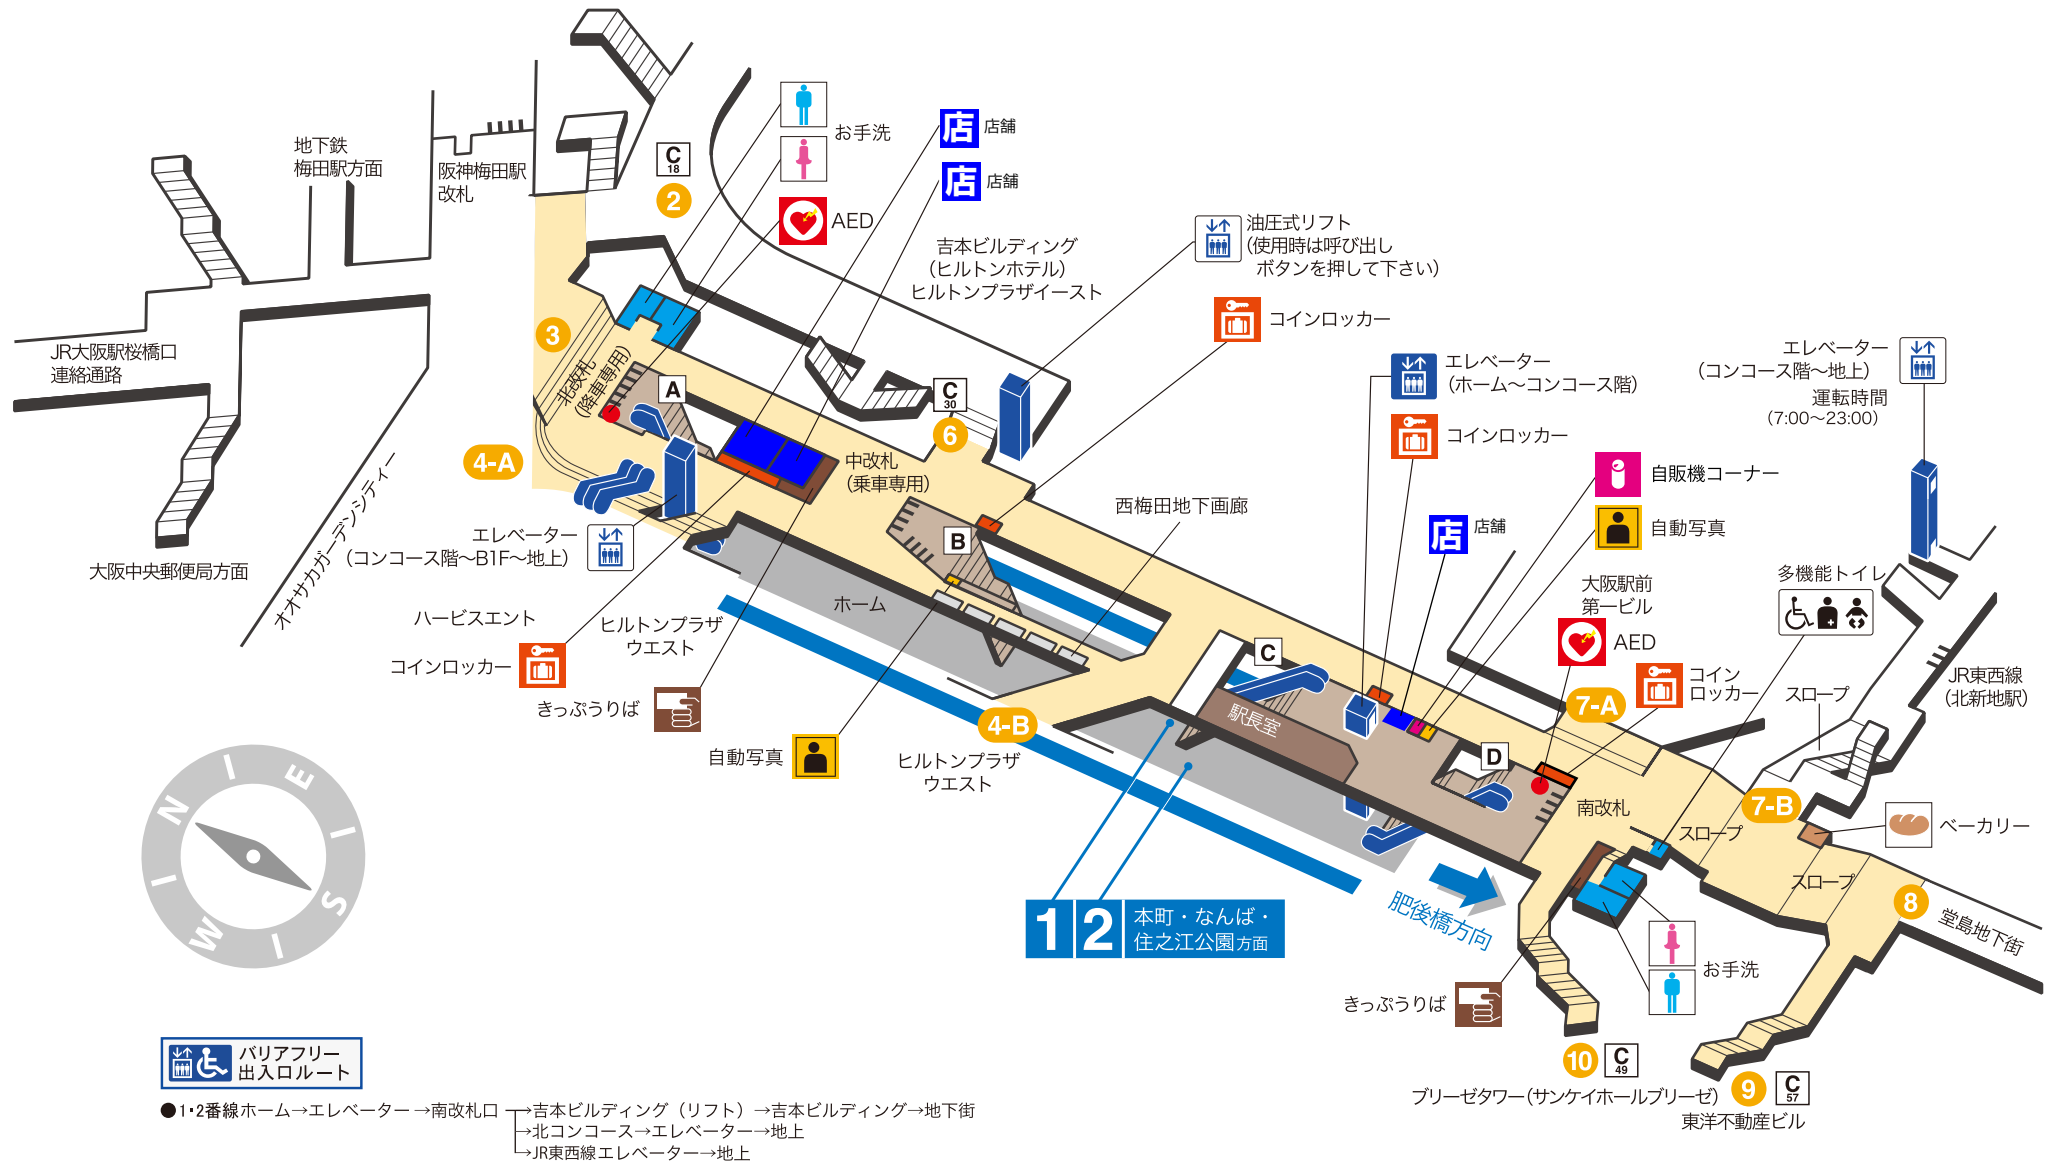 地下鉄
梅田駅方面
阪神梅田駅
改札
C
18
2
お手洗
AED
店
店舗
店
店舗
吉本ビルディング
(ヒルトンホテル)
ヒルトンプラザイースト
油圧式リフト
(使用時は呼び出し
ボタンを押して下さい)
コインロッカー
エレベーター
(ホーム～コンコース階)
コインロッカー
エレベーター
(コンコース階～地上)
運転時間
(7:00～23:00)
JR大阪駅桜橋口
連絡通路
3
北改札
(降車専用)
A
C
30
6
4-A
中改札
(乗車専用)
自販機コーナー
自動写真
店
店舗
西梅田地下画廊
エレベーター
(コンコース階～B1F～地上)
大阪中央郵便局方面
オオサカガーデンシティー
B
ホーム
大阪駅前
第一ビル
AED
多機能トイレ
ハービスエント
コインロッカー
ヒルトンプラザ
ウエスト
きっぷうりば
C
コイン
ロッカー
スロープ
JR東西線
(北新地駅)
自動写真
4-B
ヒルトンプラザ
ウエスト
駅長室
7-A
D
南改札
スロープ
7-B
ベーカリー
スロープ
8
堂島地下街
N
E
S
W
1
2
本町・なんば・
住之江公園方面
肥後橋方向
お手洗
きっぷうりば
10
C
49
ブリーゼタワー(サンケイホールブリーゼ)
9
C
57
東洋不動産ビル
バリアフリー
出入口ルート
●1・2番線ホーム→エレベーター→南改札口→吉本ビルディング(リフト)→吉本ビルディング→地下街
→北コンコース→エレベーター→地上
→JR東西線エレベーター→地上